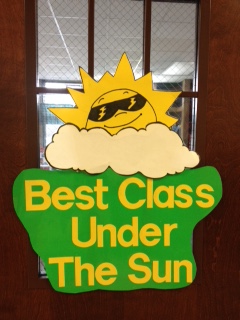 Best Class
Under
The Sun